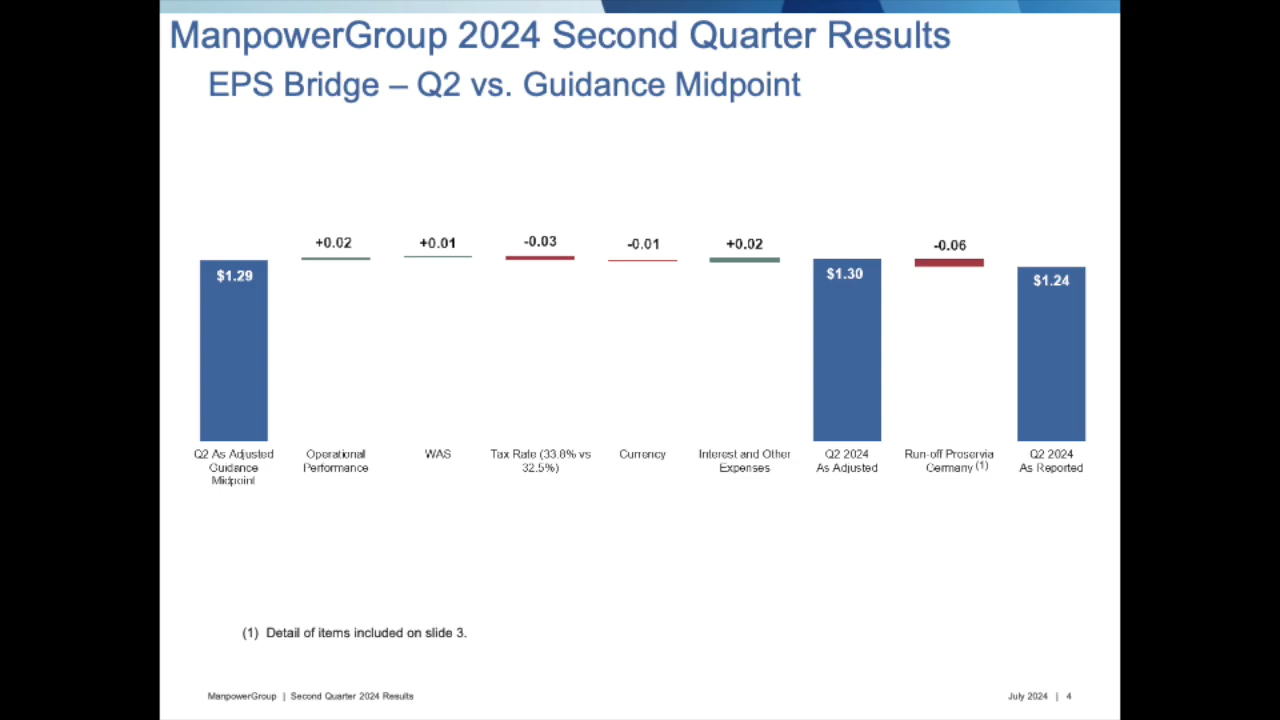 ManpowerGroup 2024 Second Quarter Results
EPS Bridge – Q2 vs. Guidance Midpoint
+0.02
+0.01
-0.03
-0.01
+0.02
-0.06
$1.29
$1.30
$1.24
Q2 As Adjusted
Guidance
Midpoint
Operational
Performance
WAS
Tax Rate (33.8% vs
32.5%)
Currency
Interest and Other
Expenses
Q2 2024
As Adjusted
Run-off Proservia
Germany (1)
Q2 2024
As Reported
(1) Detail of items included on slide 3.
ManpowerGroup | Second Quarter 2024 Results
July 2024 | 4